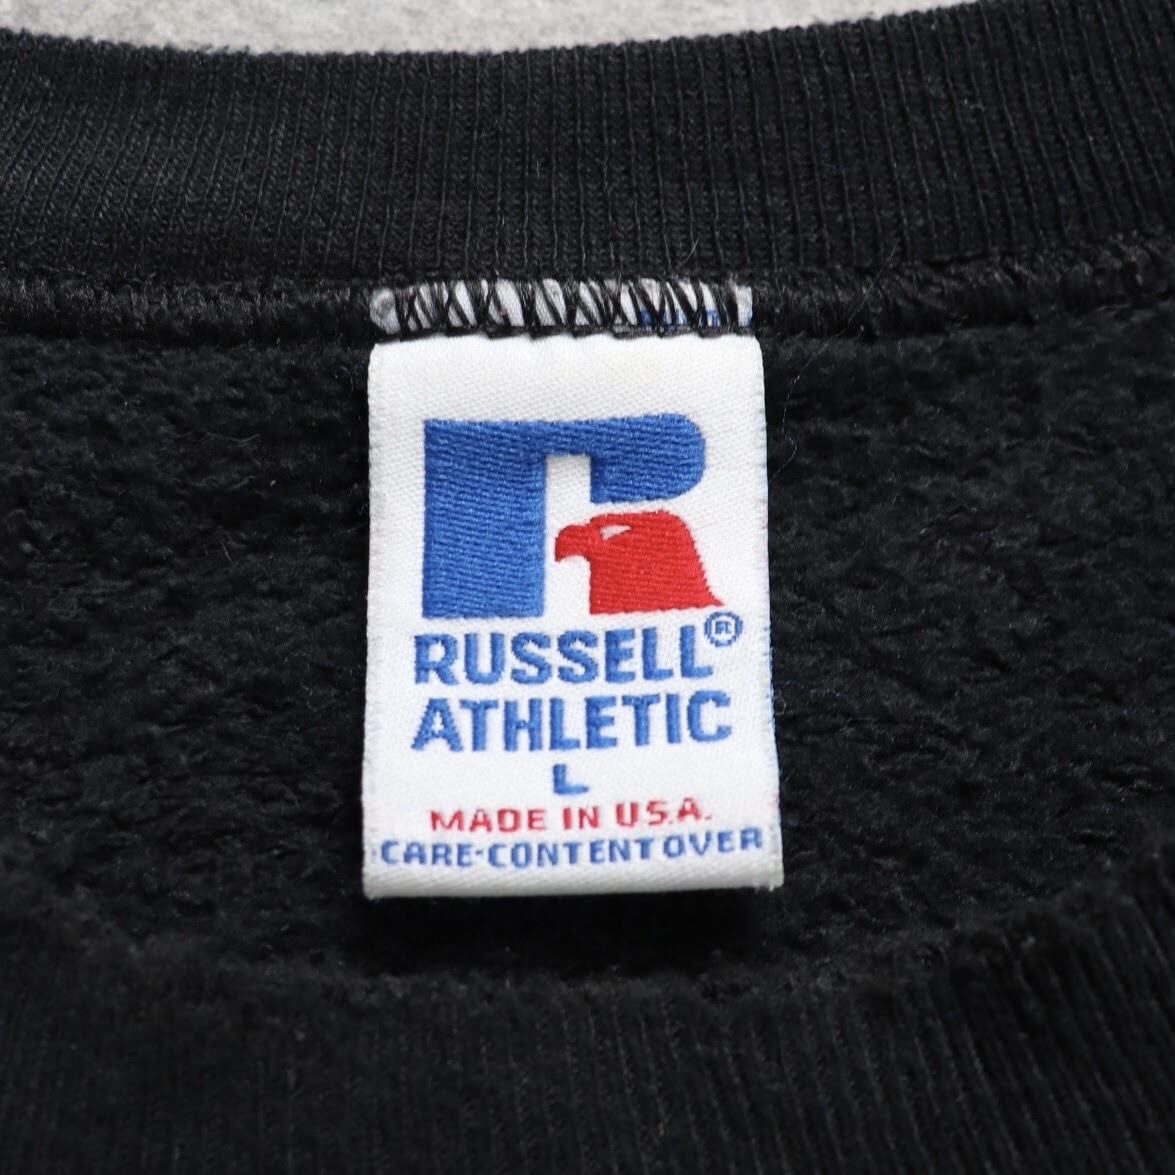 R
RUSSELL®
ATHLETIC
L
MADE IN U.S.A.
CARE-CONTENT OVER